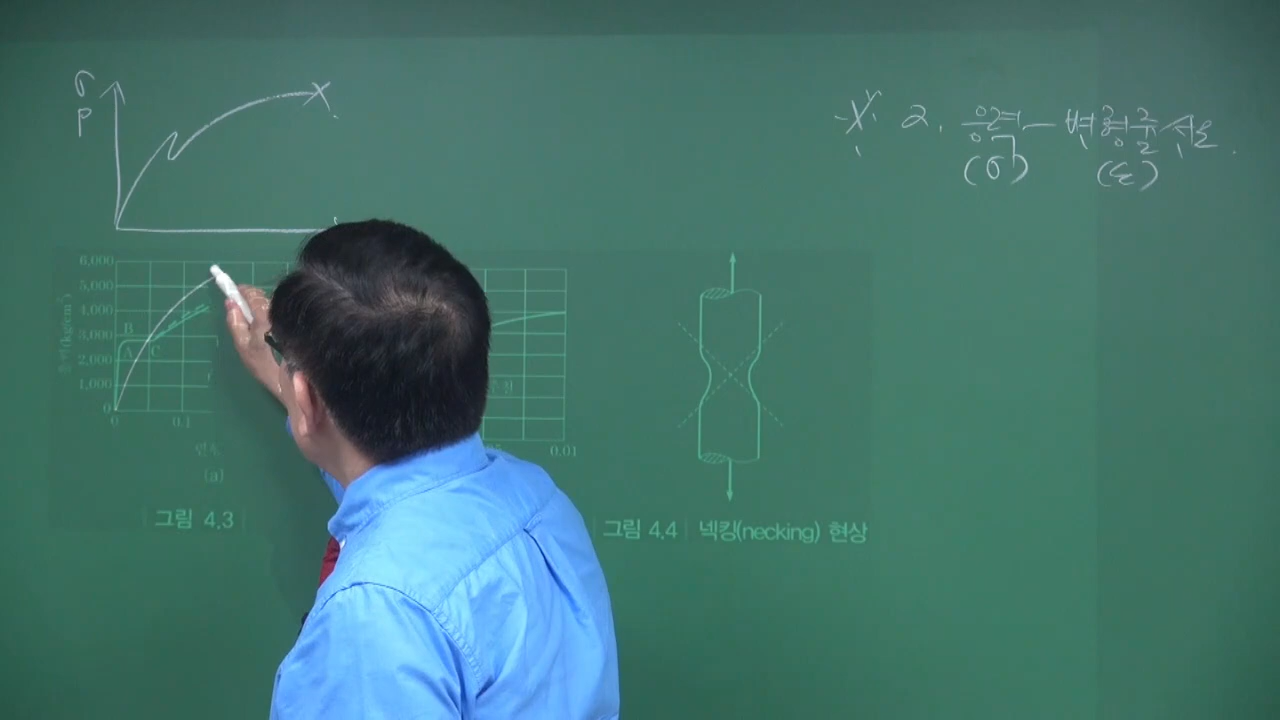 σ
P
※ 2. 응력 - 변형률 선도.
(σ) (ε)
6,000
5,000
4,000
3,000
2,000
1,000
0
B
A
C
0
0.1
0.01
(a)
그림 4.3
그림 4.4 넥킹(necking) 현상